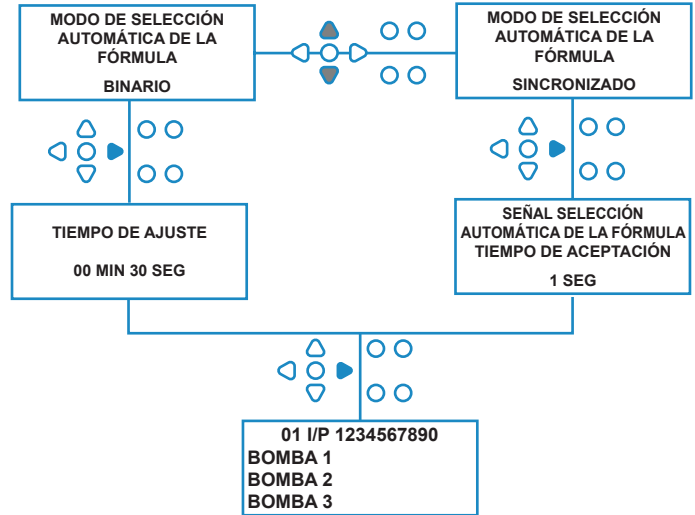 MODO DE SELECCIÓN
AUTOMÁTICA DE LA
FÓRMULA
BINARIO
MODO DE SELECCIÓN
AUTOMÁTICA DE LA
FÓRMULA
SINCRONIZADO
TIEMPO DE AJUSTE
00 MIN 30 SEG
SEÑAL SELECCIÓN
AUTOMÁTICA DE LA FÓRMULA
TIEMPO DE ACEPTACIÓN
1 SEG
01 I/P 1234567890
BOMBA 1
BOMBA 2
BOMBA 3